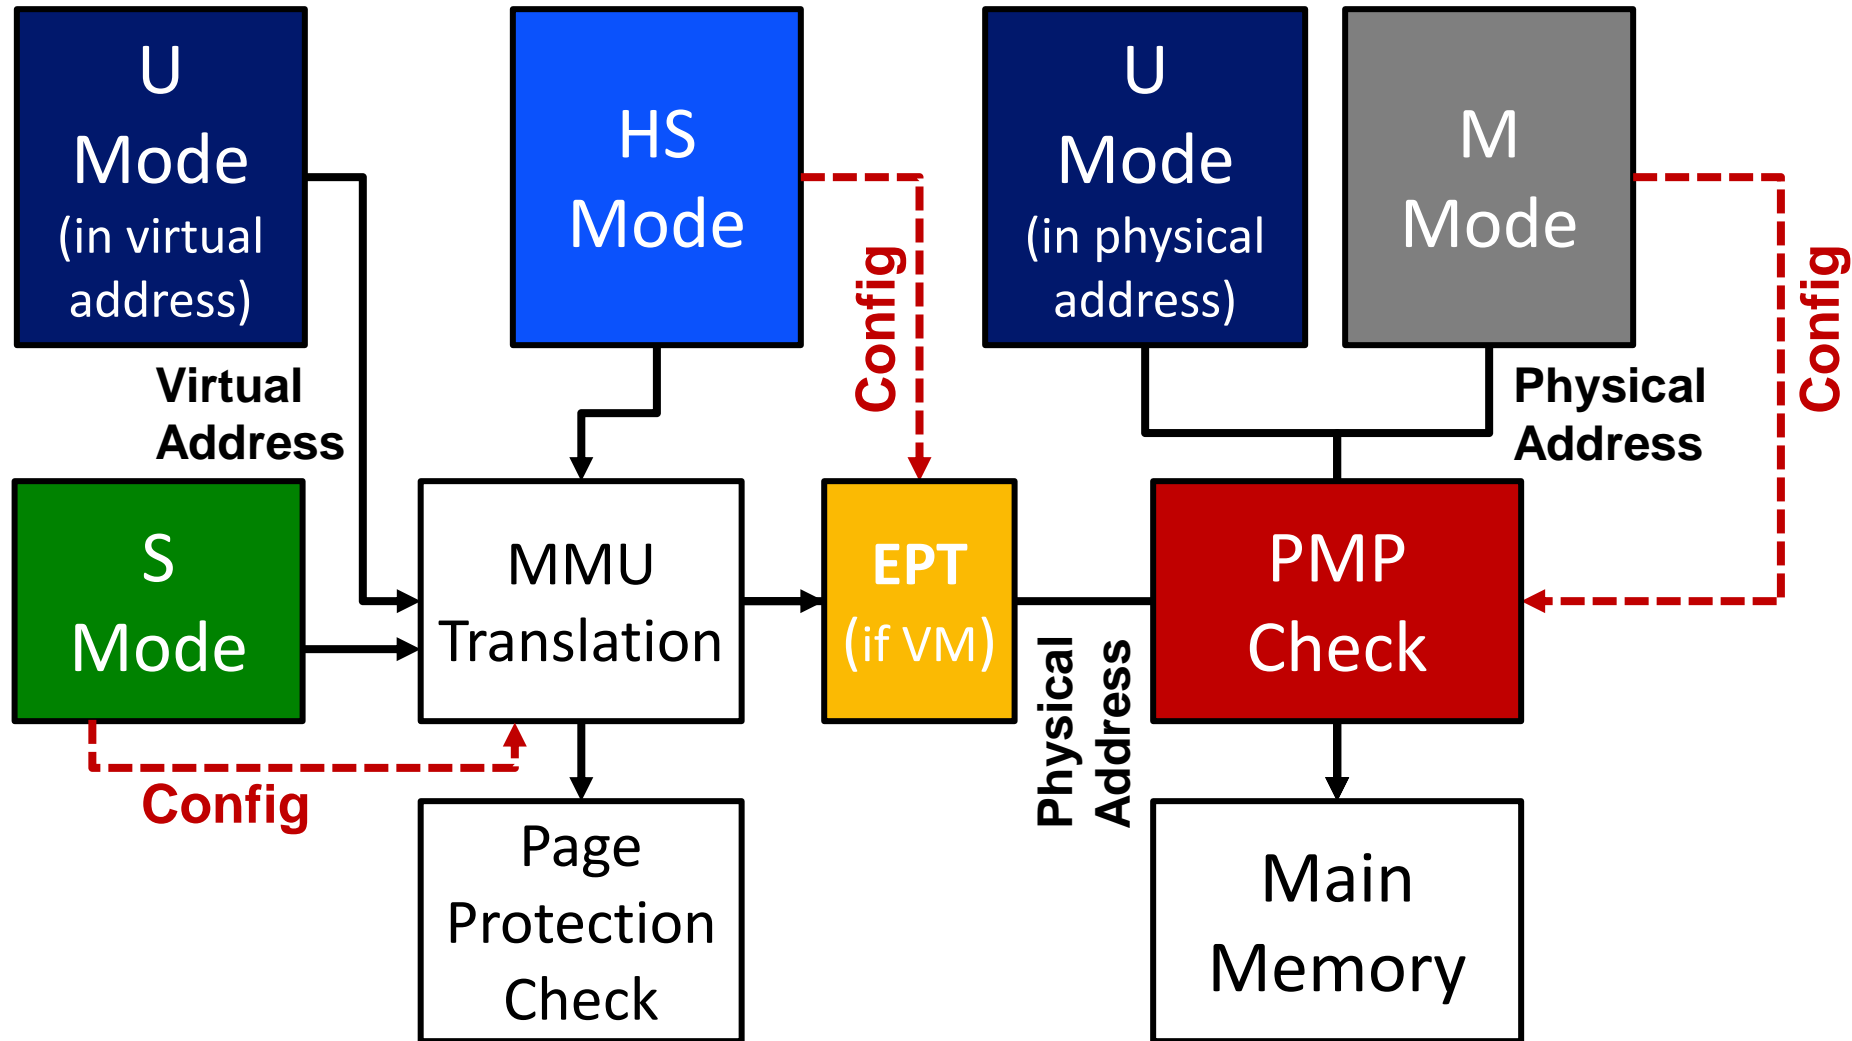 U
Mode
(in virtual
address)
HS
Mode
Config
U
Mode
(in physical
address)
M
Mode
Config
Virtual
Address
Physical
Address
S
Mode
MMU
Translation
EPT
(if VM)
PMP
Check
Config
Physical
Address
Page
Protection
Check
Main
Memory